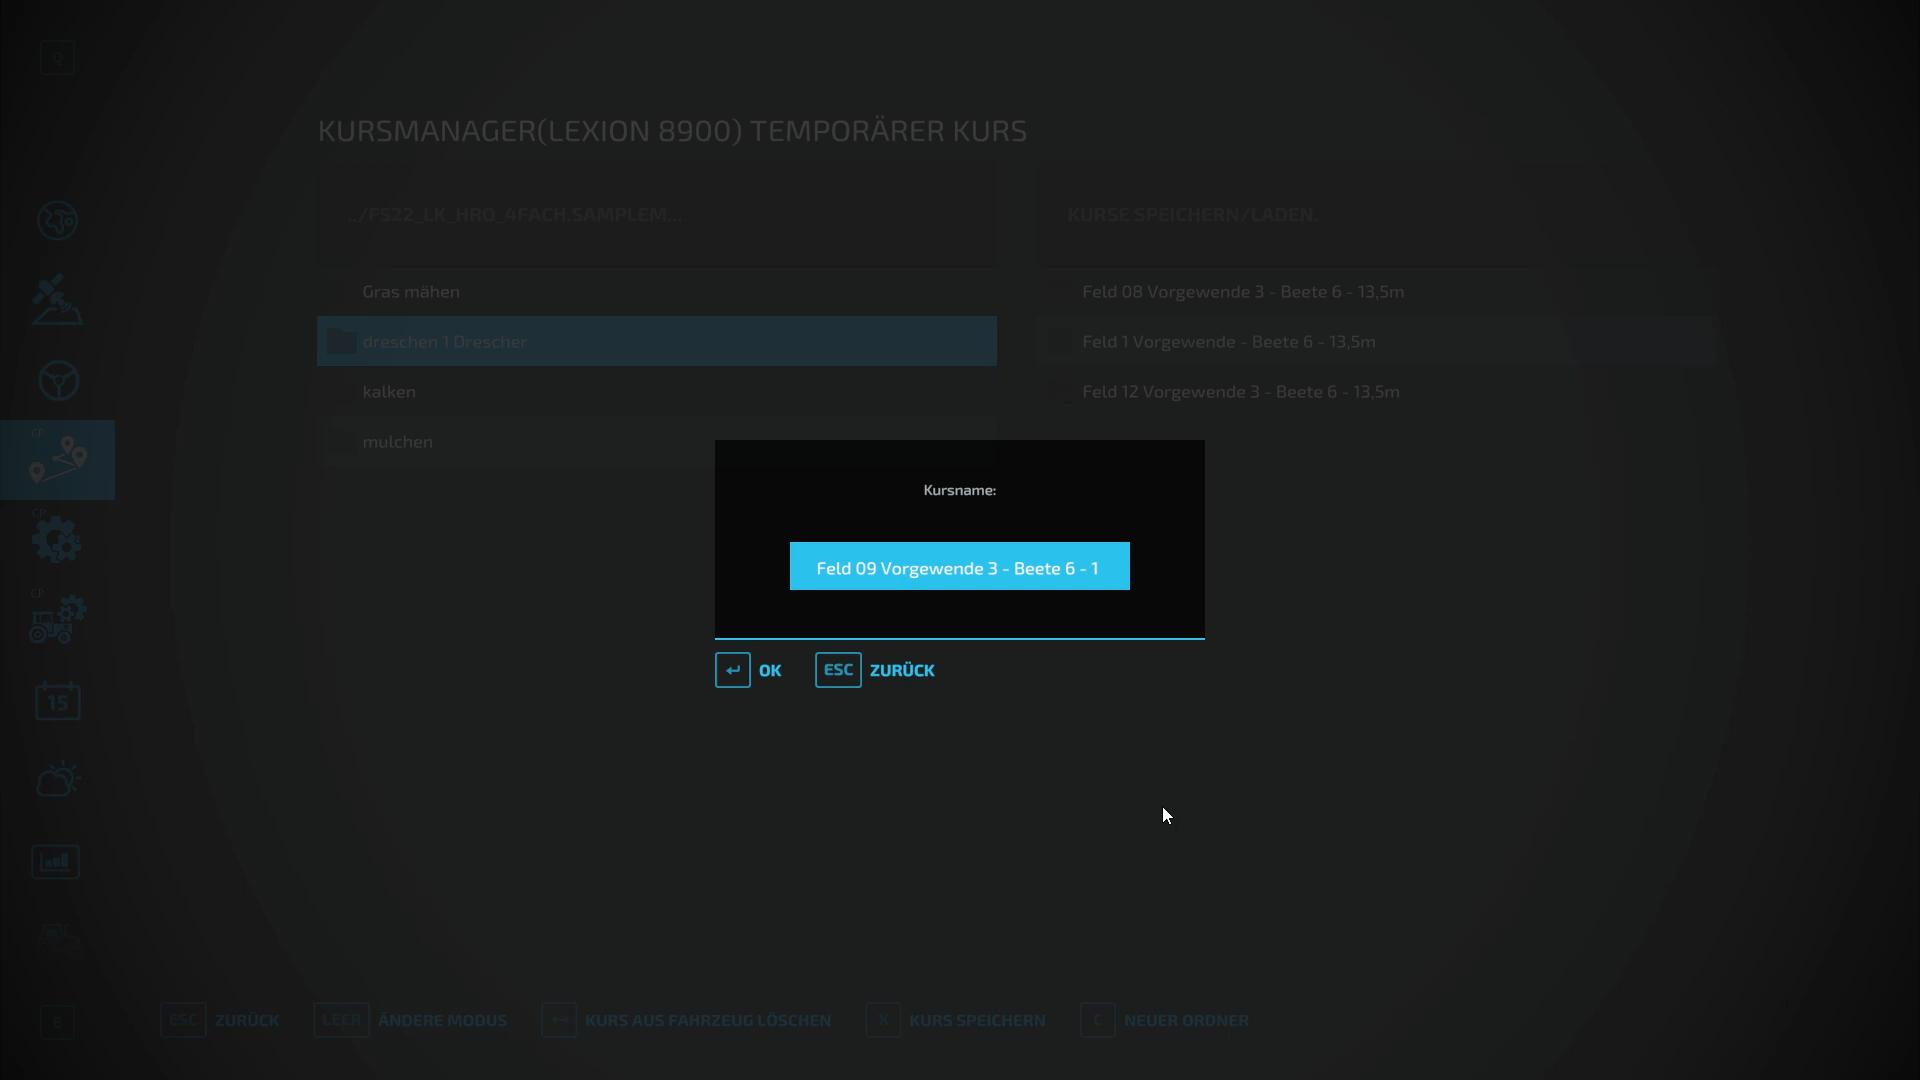 Q
KURSMANAGER(LEXION 8900) TEMPORÄRER KURS
../FS22_LK_HRO_4FACH.SAMPLEM...
KURSE SPEICHERN/LADEN.
Gras mähen
Feld 08 Vorgewende 3 - Beete 6 - 13,5m
dreschen 1 Drescher
Feld 1 Vorgewende - Beete 6 - 13,5m
kalken
Feld 12 Vorgewende 3 - Beete 6 - 13,5m
CP
mulchen
Kursname:
CP
Feld 09 Vorgewende 3 - Beete 6 - 1
CP
OK
ESC ZURÜCK
15
E
ESC ZURÜCK
LEER ÄNDERE MODUS
KURS AUS FAHRZEUG LÖSCHEN
X KURS SPEICHERN
C NEUER ORDNER